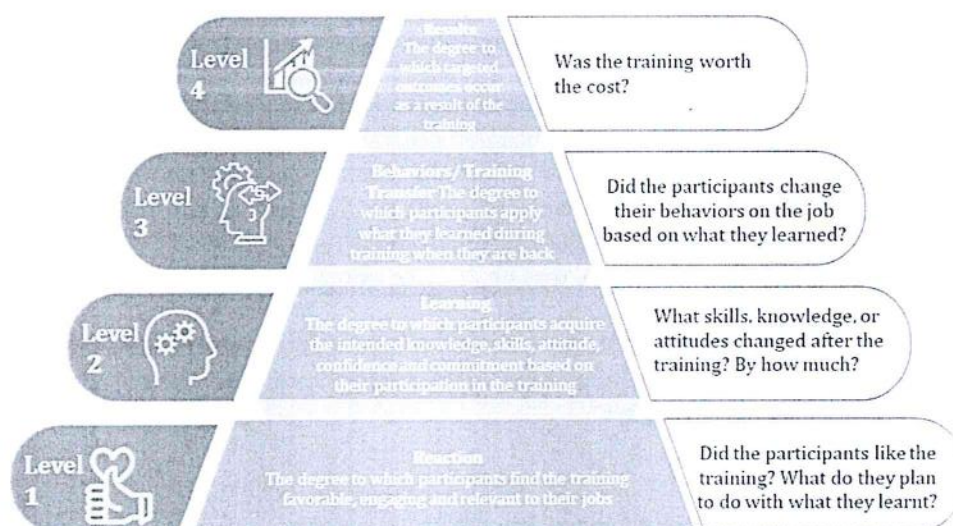 Level
4
Results
The degree to
which targeted
outcomes occur
as a result of the
training
Was the training worth
the cost?
Level
3
Behaviors/ Training
Transfer The degree to
which participants apply
what they learned during
training when they are back
Did the participants change
their behaviors on the job
based on what they learned?
Level
2
Learning
The degree to which participants acquire
the intended knowledge, skills, attitude,
confidence and commitment based on
their participation in the training
What skills, knowledge, or
attitudes changed after the
training? By how much?
Level
1
Reaction
The degree to which participants find the training
favorable, engaging and relevant to their jobs
Did the participants like the
training? What do they plan
to do with what they learnt?